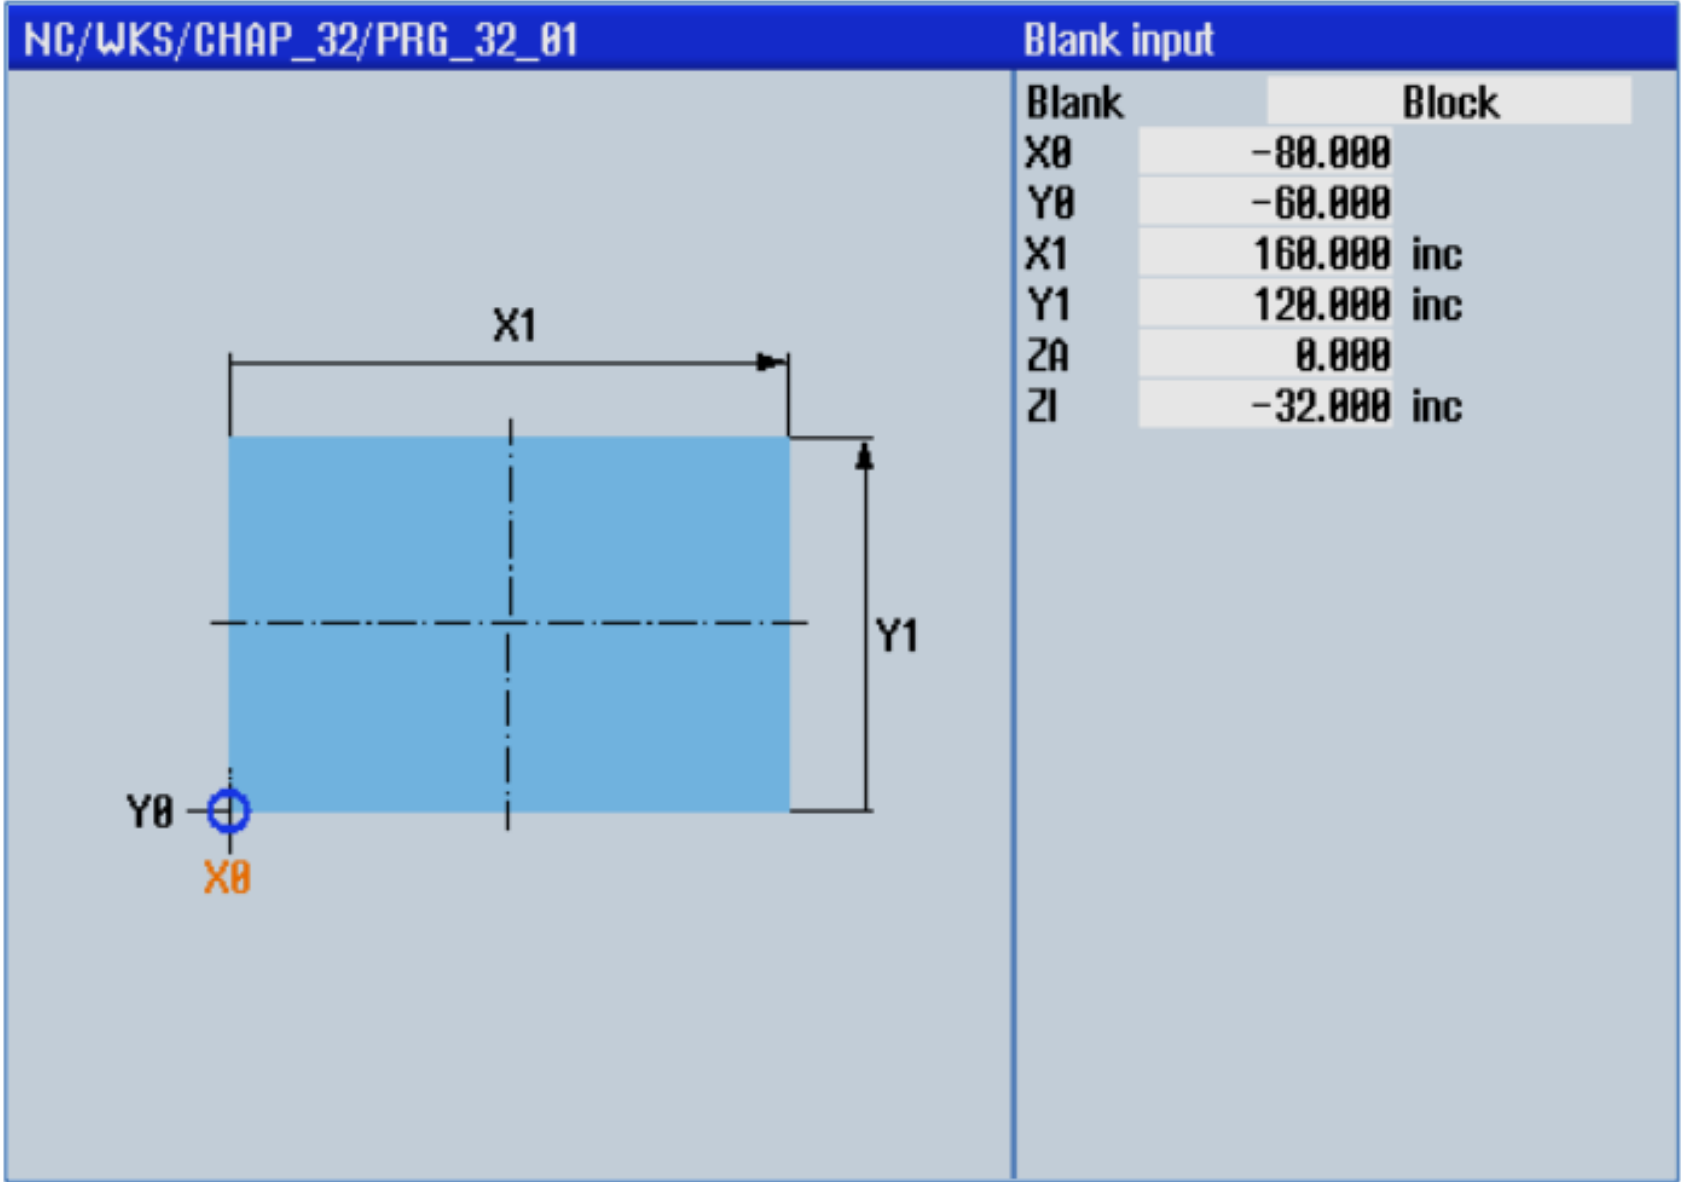 NC/WKS/CHAP_32/PRG_32_01
Blank input
Blank Block
X0 -80.000
Y0 -60.000
X1 160.000 inc
Y1 120.000 inc
ZA 0.000
ZI -32.000 inc
X1
Y1
Y0
X0